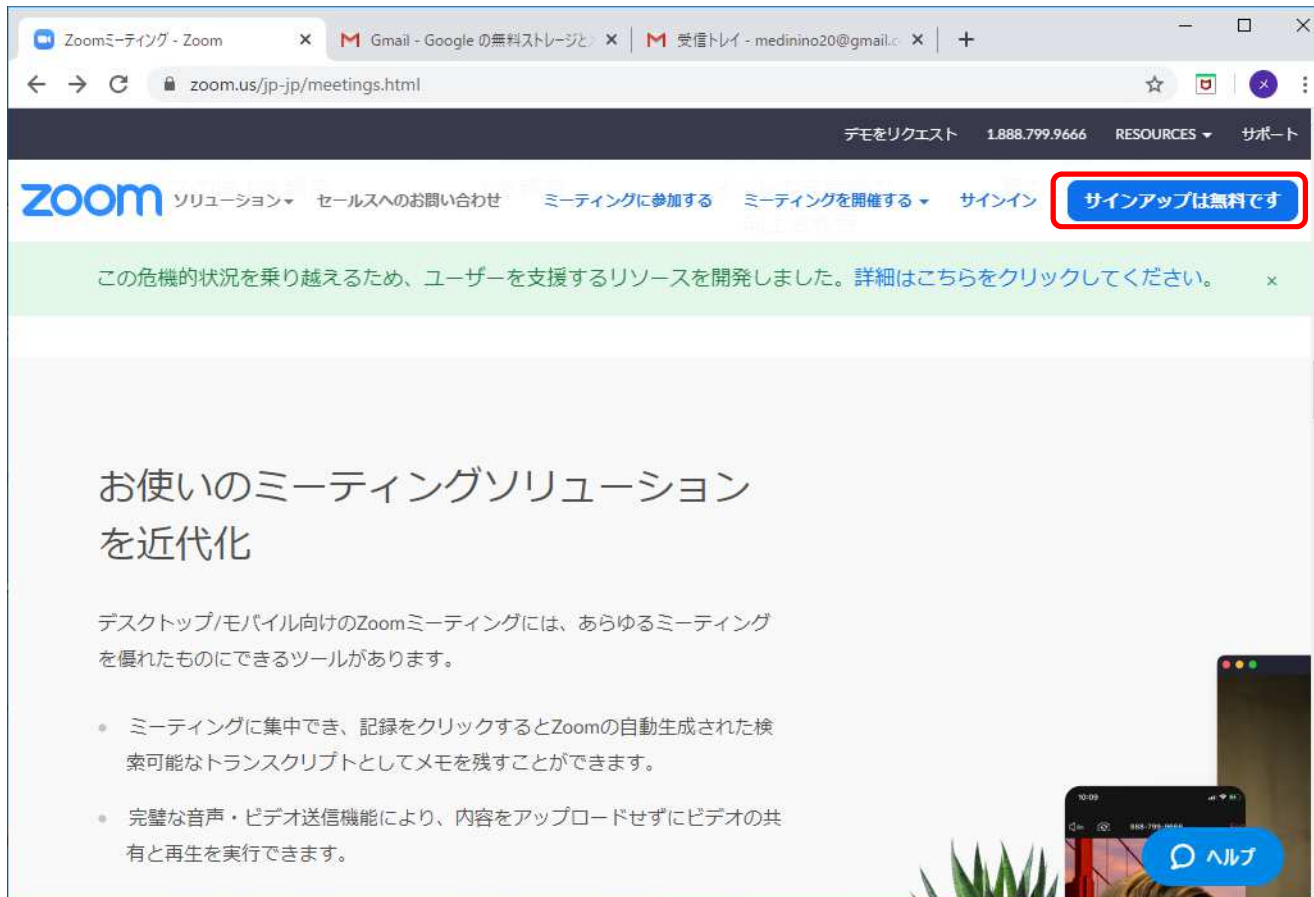 Zoomミーティング - Zoom
Gmail - Google の無料ストレージと
受信トレイ - medinino20@gmail.c
zoom.us/jp-jp/meetings.html
デモをリクエスト 1.888.799.9666 RESOURCES サポート
zoom ソリューション セールスへのお問い合わせ ミーティングに参加する ミーティングを開催する サインイン サインアップは無料です
この危機的状況を乗り越えるため、ユーザーを支援するリソースを開発しました。詳細はこちらをクリックしてください。 ×
お使いのミーティングソリューション
を近代化
デスクトップ/モバイル向けのZoomミーティングには、あらゆるミーティング
を優れたものにできるツールがあります。
ミーティングに集中でき、記録をクリックするとZoomの自動生成された検
索可能なトランスクリプトとしてメモを残すことができます。
完璧な音声・ビデオ送信機能により、内容をアップロードせずにビデオの共
有と再生を実行できます。
10:09
888-799-9666
ヘルプ